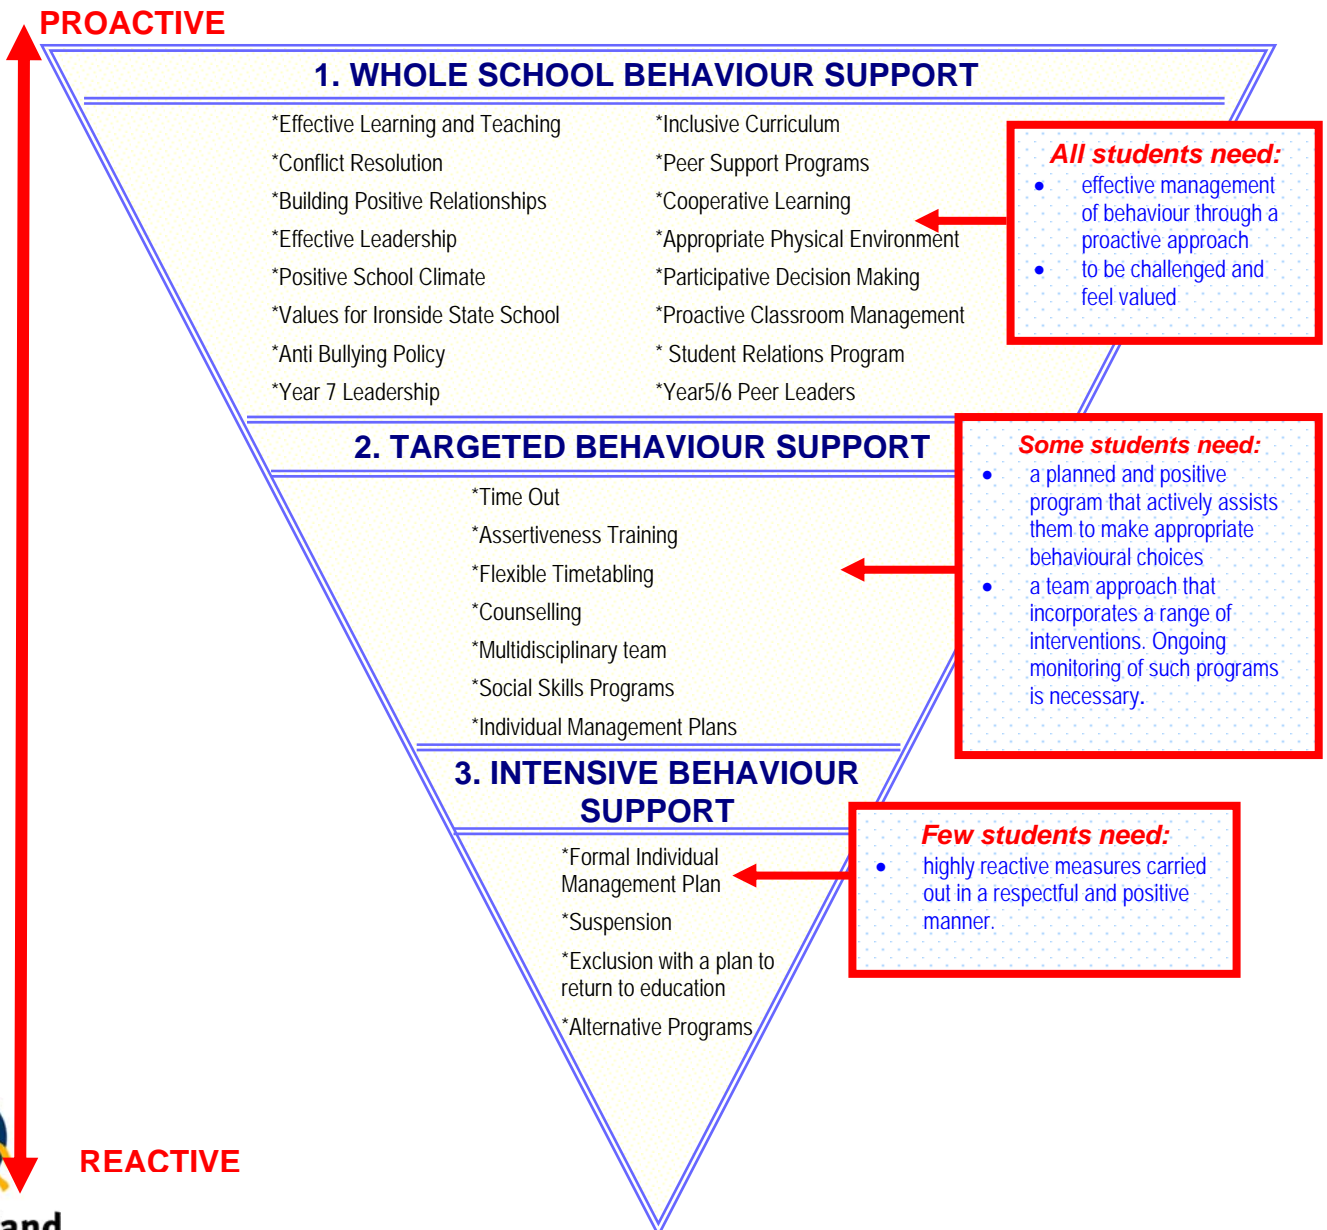 PROACTIVE
1. WHOLE SCHOOL BEHAVIOUR SUPPORT
*Effective Learning and Teaching
*Conflict Resolution
*Building Positive Relationships
*Effective Leadership
*Positive School Climate
*Values for Ironside State School
*Anti Bullying Policy
*Year 7 Leadership
*Inclusive Curriculum
*Peer Support Programs
*Cooperative Learning
*Appropriate Physical Environment
*Participative Decision Making
*Proactive Classroom Management
* Student Relations Program
*Year5/6 Peer Leaders
All students need:
• effective management
of behaviour through a
proactive approach
• to be challenged and
feel valued
2. TARGETED BEHAVIOUR SUPPORT
*Time Out
*Assertiveness Training
*Flexible Timetabling
*Counselling
*Multidisciplinary team
*Social Skills Programs
*Individual Management Plans
Some students need:
• a planned and positive
program that actively assists
them to make appropriate
behavioural choices
• a team approach that
incorporates a range of
interventions. Ongoing
monitoring of such programs
is necessary.
3. INTENSIVE BEHAVIOUR
SUPPORT
*Formal Individual
Management Plan
*Suspension
*Exclusion with a plan to
return to education
*Alternative Programs
Few students need:
• highly reactive measures carried
out in a respectful and positive
manner.
REACTIVE
and